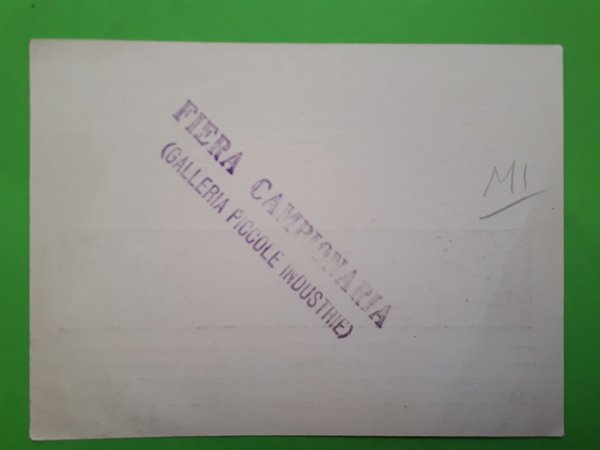 FIERA CAMPIONARIA
(GALLERIA PICCOLE INDUSTRIE)
MI